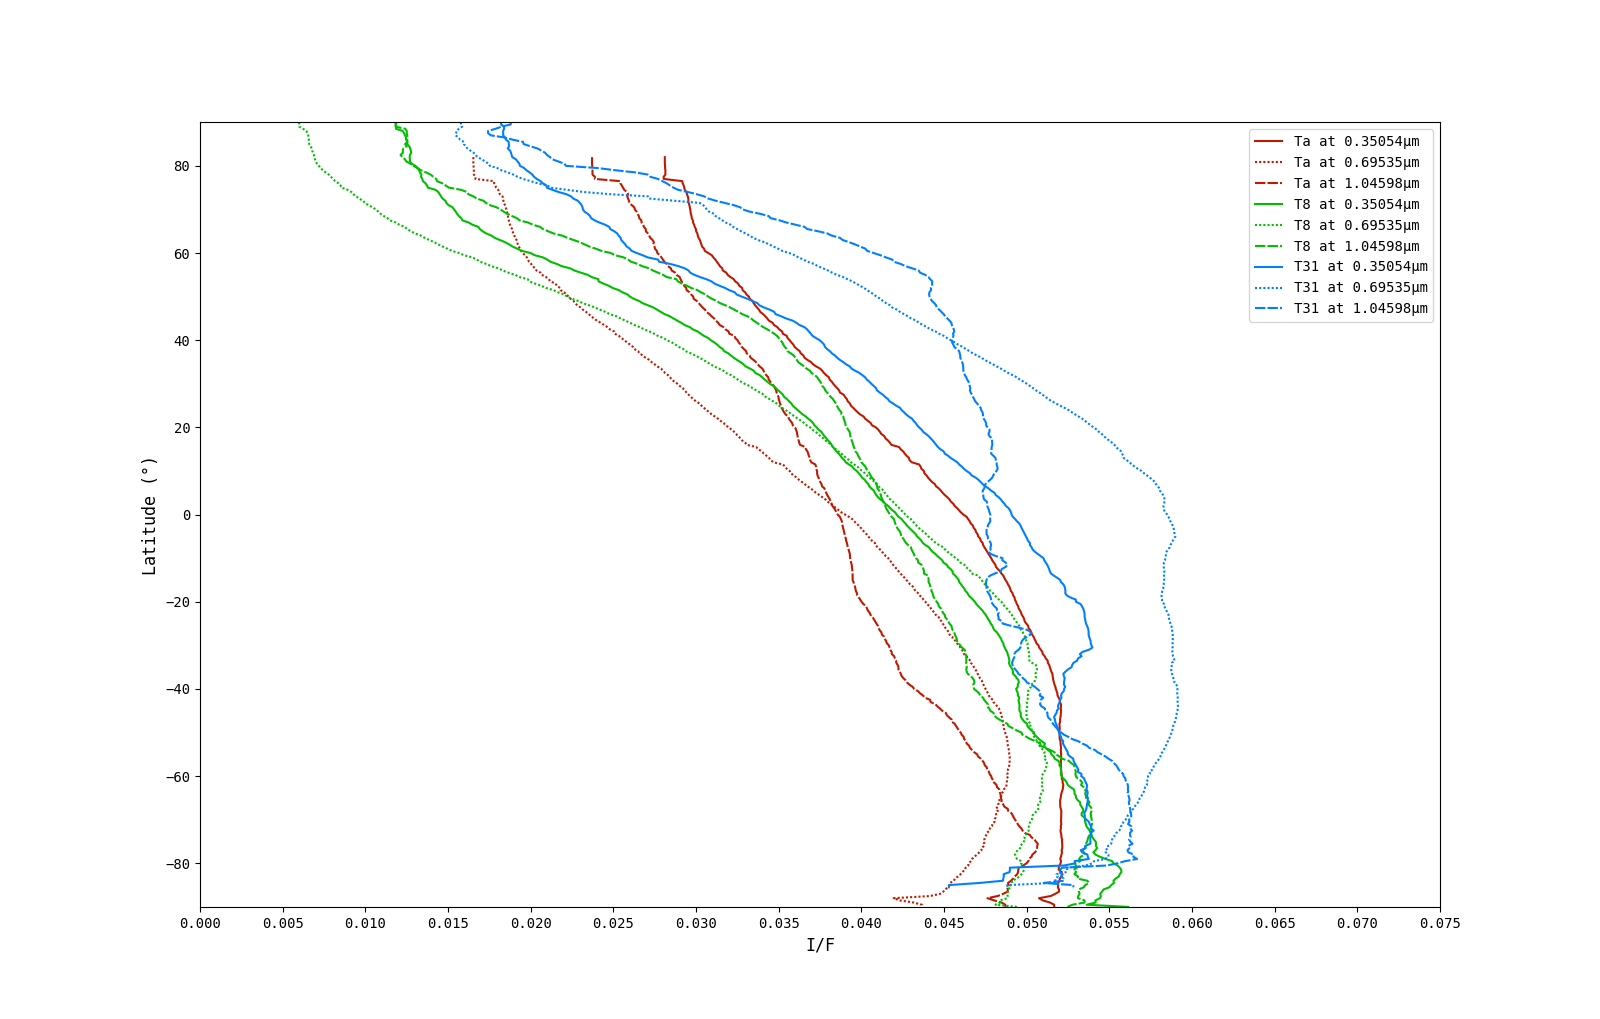 Ta at 0.35054μm
Ta at 0.69535μm
Ta at 1.04598μm
T8 at 0.35054μm
T8 at 0.69535μm
T8 at 1.04598μm
T31 at 0.35054μm
T31 at 0.69535μm
T31 at 1.04598μm
80
60
40
20
0
−20
−40
−60
−80
Latitude (°)
0.000 0.005 0.010 0.015 0.020 0.025 0.030 0.035 0.040 0.045 0.050 0.055 0.060 0.065 0.070 0.075
I/F